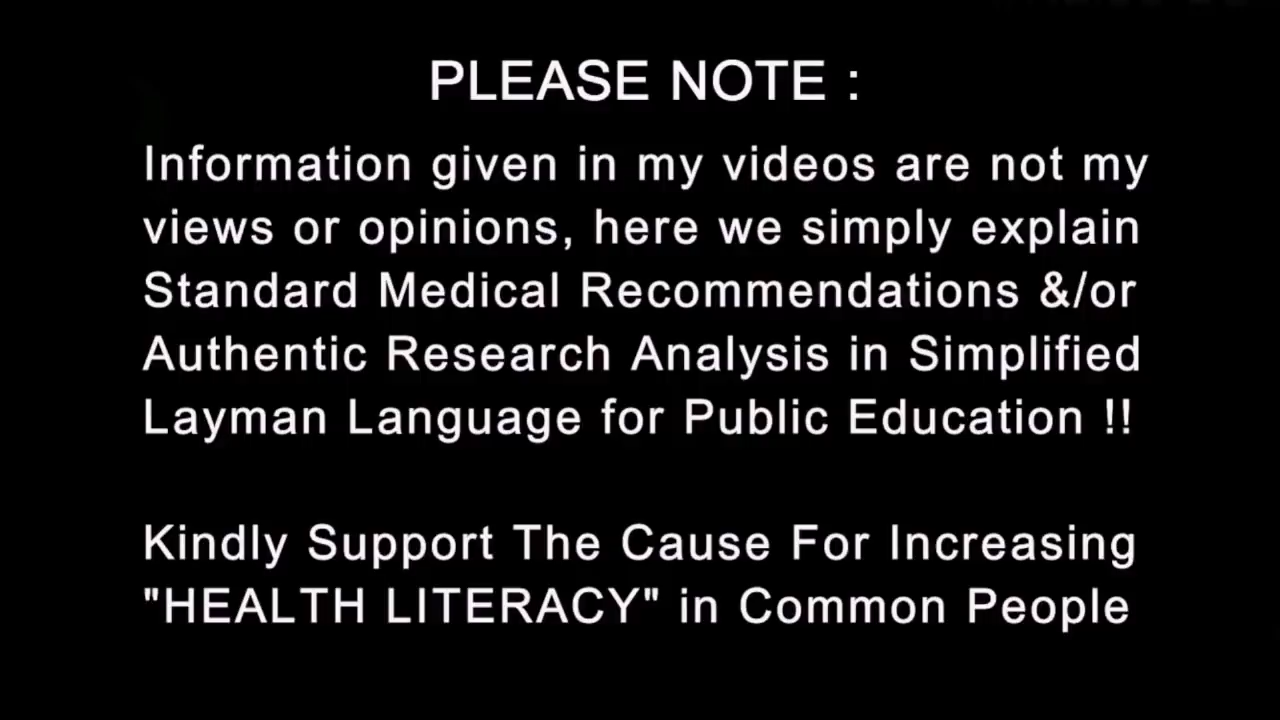 PLEASE NOTE :
Information given in my videos are not my
views or opinions, here we simply explain
Standard Medical Recommendations &/or
Authentic Research Analysis in Simplified
Layman Language for Public Education !!
Kindly Support The Cause For Increasing
"HEALTH LITERACY" in Common People